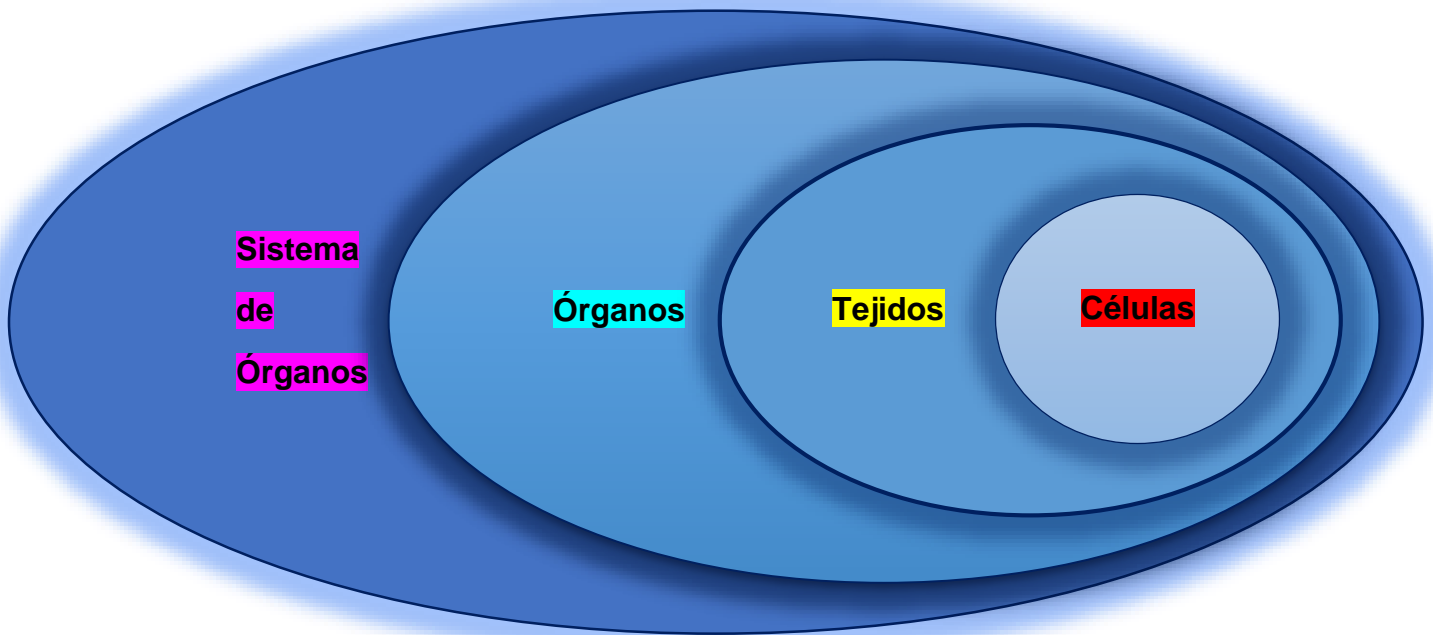 Sistema
de
Órganos
Órganos
Tejidos
Células